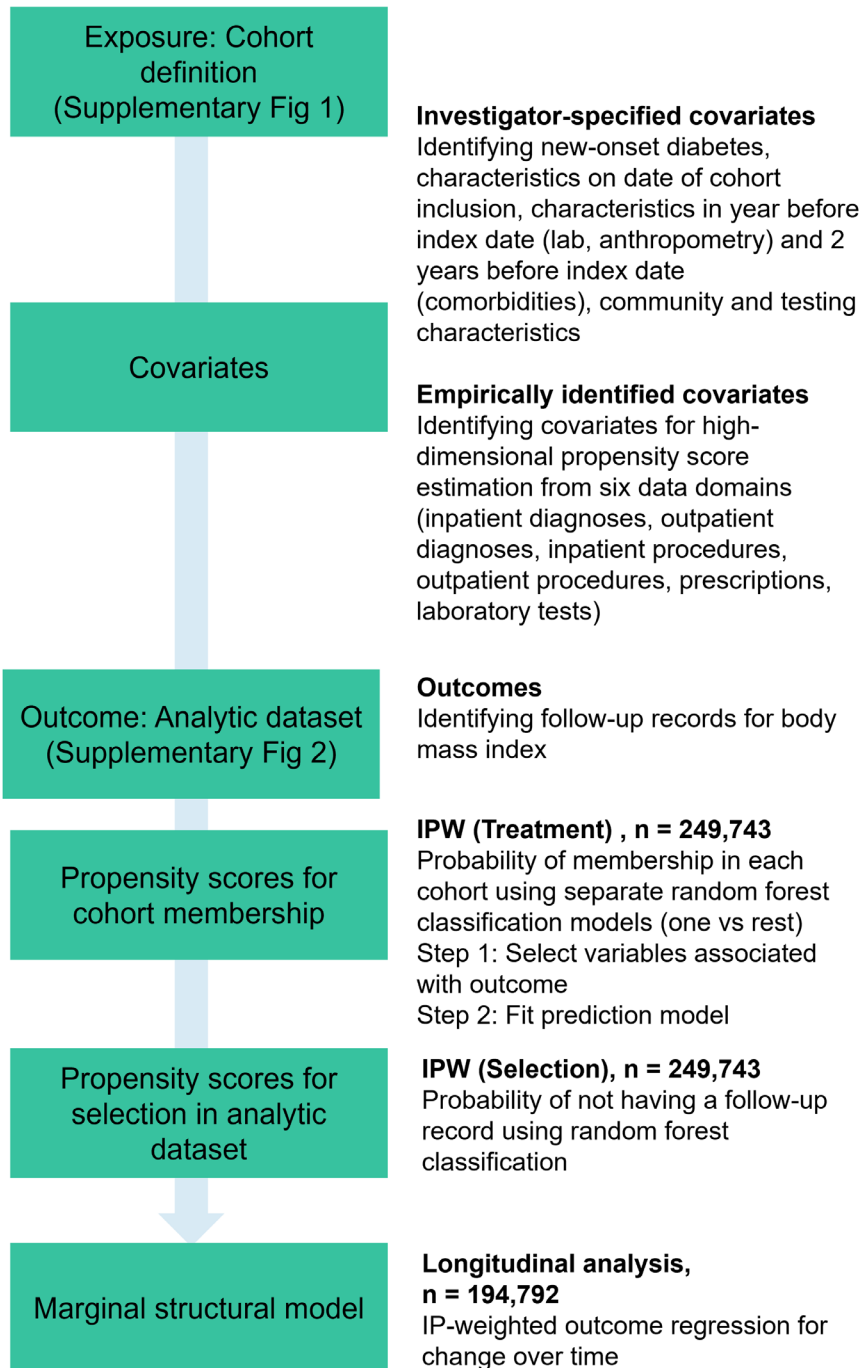 Exposure: Cohort
definition
(Supplementary Fig 1)
Investigator-specified covariates
Identifying new-onset diabetes,
characteristics on date of cohort
inclusion, characteristics in year before
index date (lab, anthropometry) and 2
years before index date
(comorbidities), community and testing
characteristics
Covariates
Empirically identified covariates
Identifying covariates for high-
dimensional propensity score
estimation from six data domains
(inpatient diagnoses, outpatient
diagnoses, inpatient procedures,
outpatient procedures, prescriptions,
laboratory tests)
Outcome: Analytic dataset
(Supplementary Fig 2)
Outcomes
Identifying follow-up records for body
mass index
Propensity scores for
cohort membership
IPW (Treatment) , n = 249,743
Probability of membership in each
cohort using separate random forest
classification models (one vs rest)
Step 1: Select variables associated
with outcome
Step 2: Fit prediction model
Propensity scores for
selection in analytic
dataset
IPW (Selection), n = 249,743
Probability of not having a follow-up
record using random forest
classification
Marginal structural model
Longitudinal analysis,
n = 194,792
IP-weighted outcome regression for
change over time